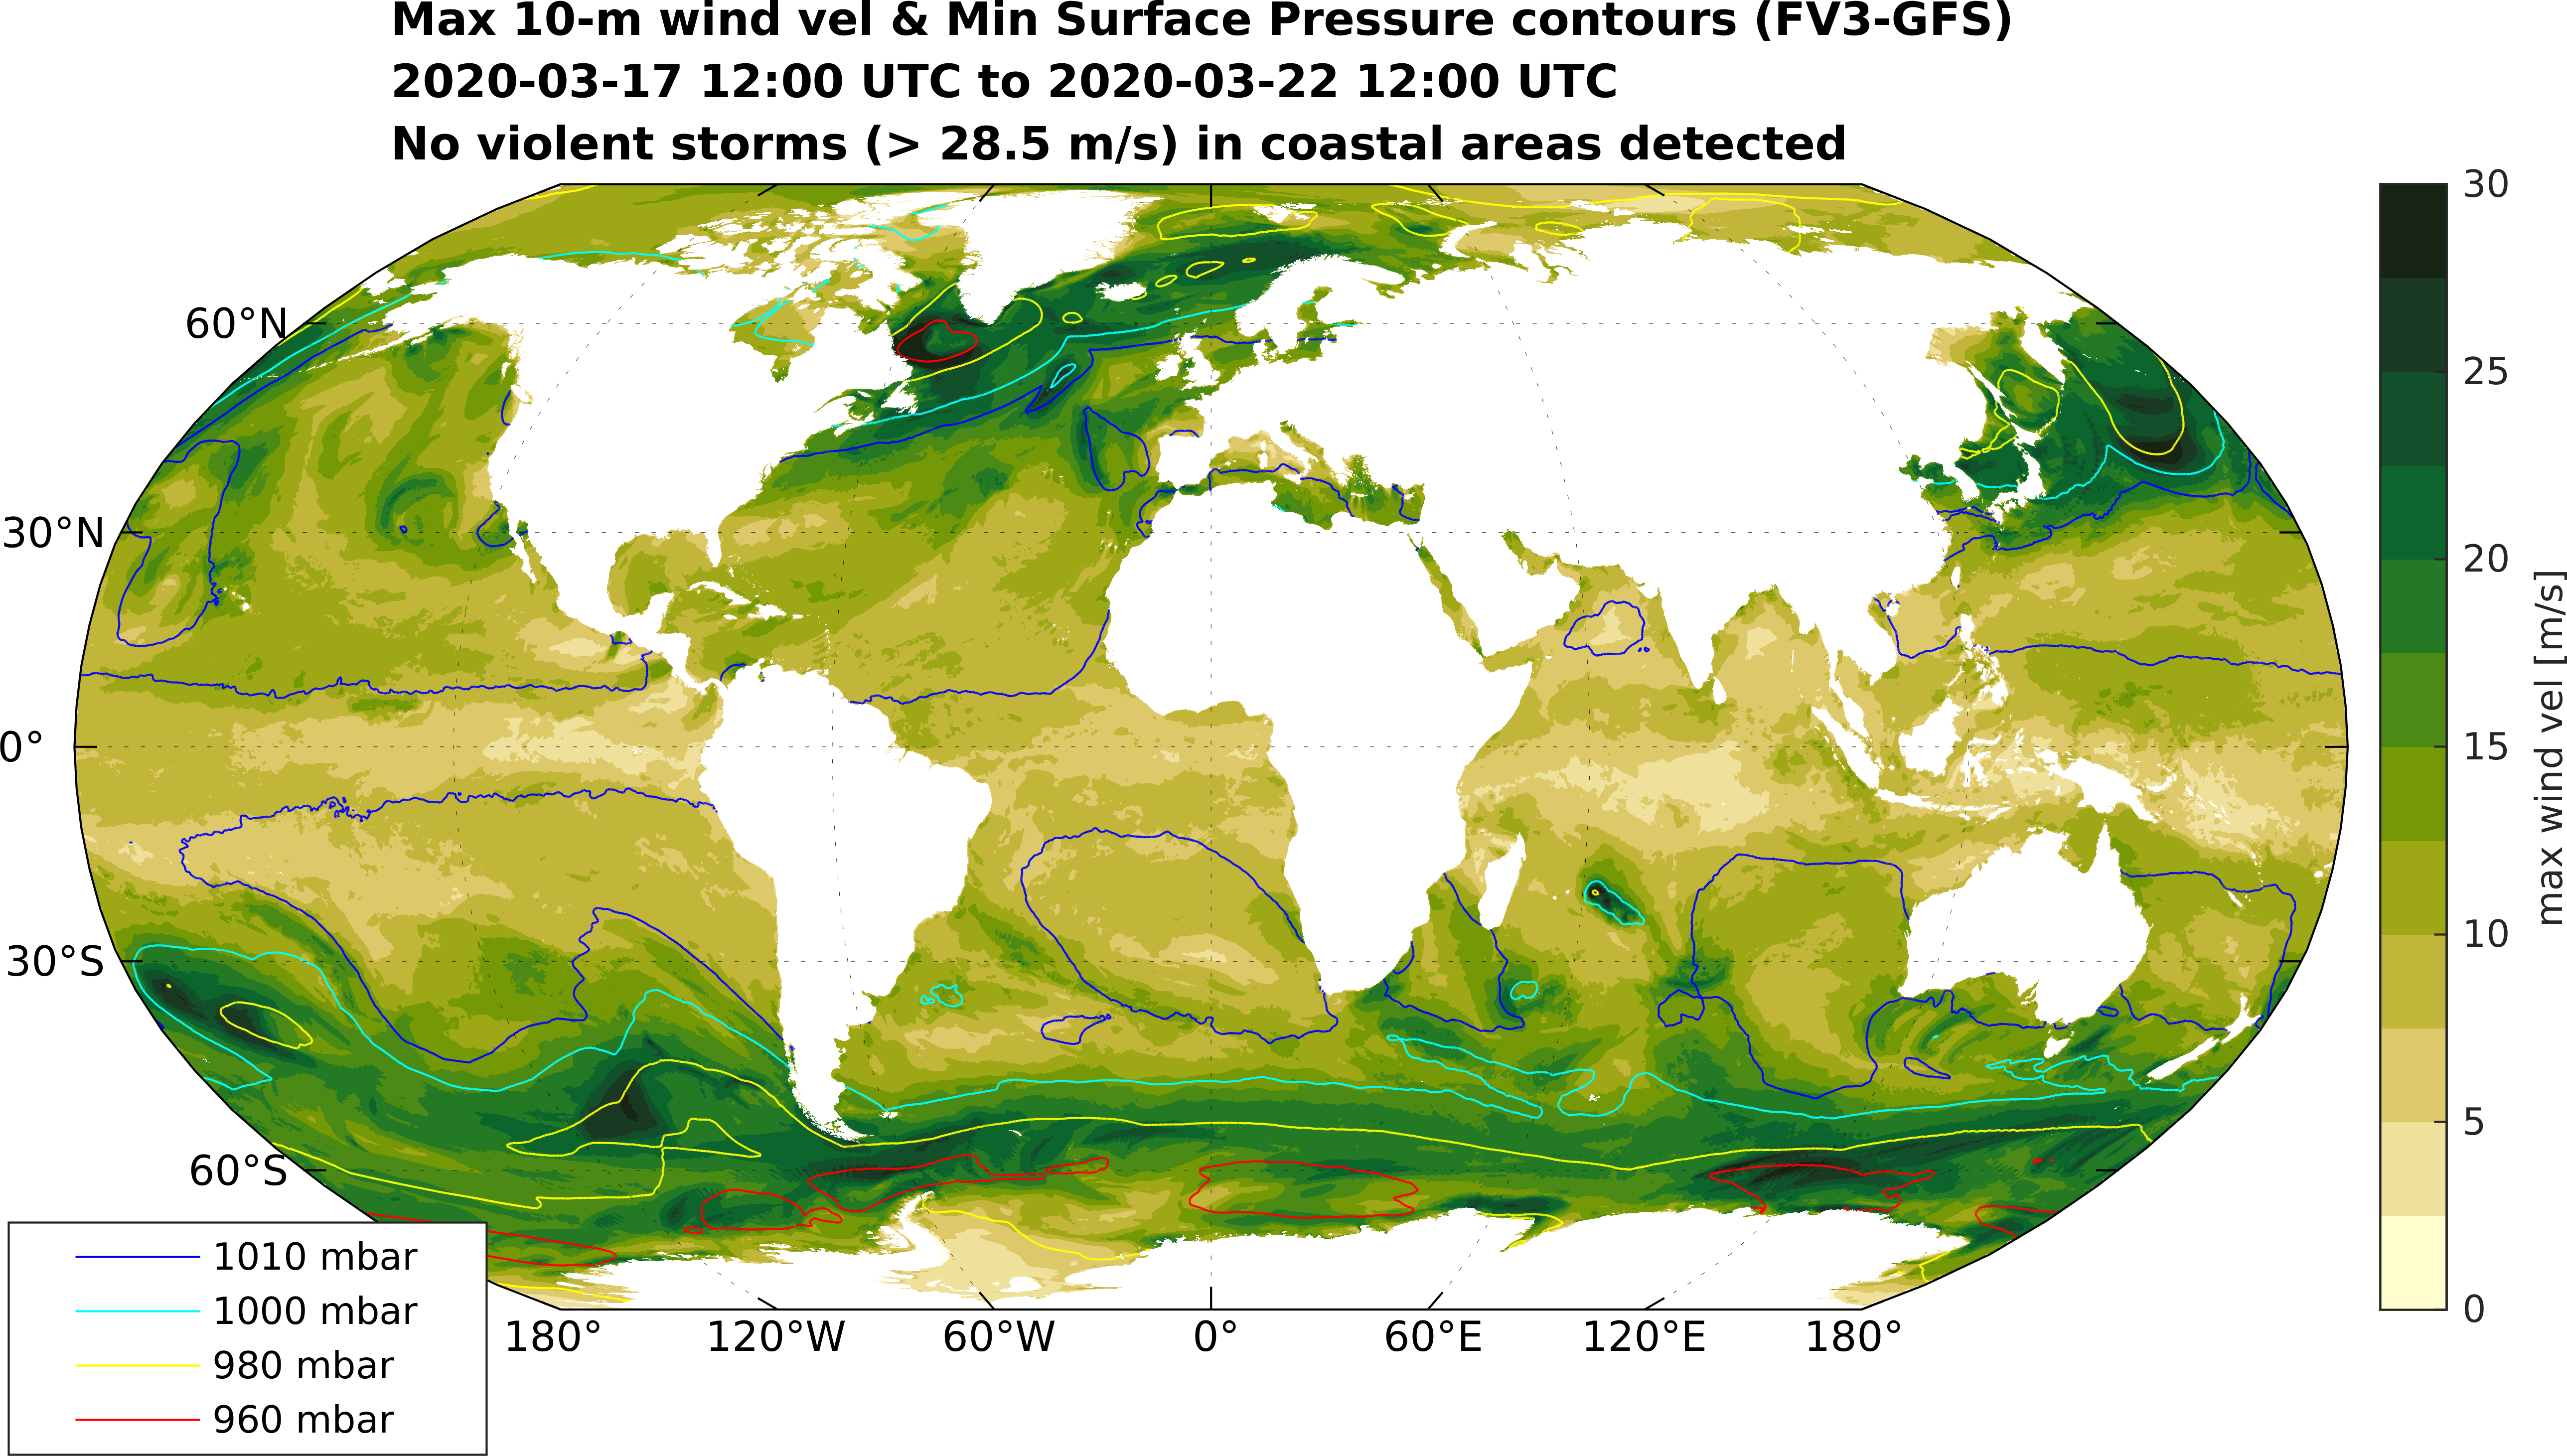 Max 10-m wind vel & Min Surface Pressure contours (FV3-GFS)
2020-03-17 12:00 UTC to 2020-03-22 12:00 UTC
No violent storms (> 28.5 m/s) in coastal areas detected
60°N
30°N
0°
30°S
60°S
180°
120°W
60°W
0°
60°E
120°E
180°
1010 mbar
1000 mbar
980 mbar
960 mbar
30
25
20
15
10
5
0
max wind vel [m/s]